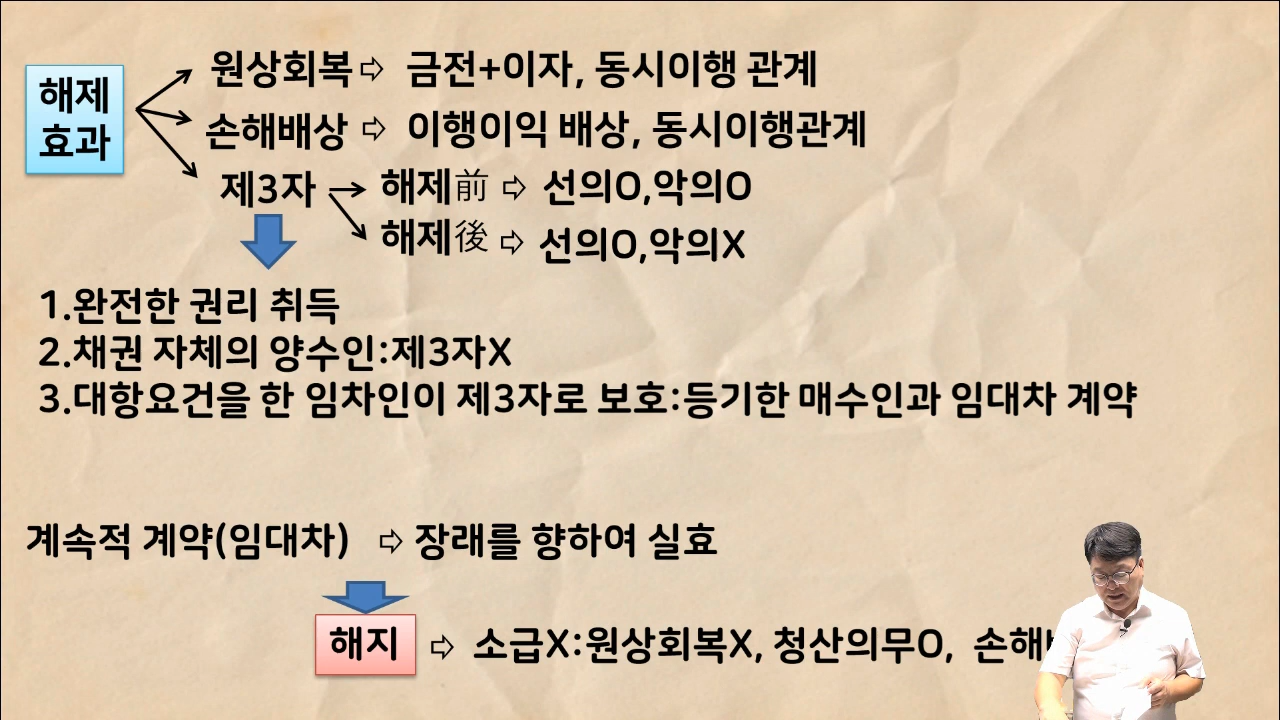 해제
효과
원상회복 ⇨ 금전+이자, 동시이행 관계
손해배상 ⇨ 이행이익 배상, 동시이행관계
제3자 → 해제前 ⇨ 선의O,악의O
해제後 ⇨ 선의O,악의X
1.완전한 권리 취득
2.채권 자체의 양수인:제3자X
3.대항요건을 한 임차인이 제3자로 보호:등기한 매수인과 임대차 계약
계속적 계약(임대차) ⇨ 장래를 향하여 실효
해지 ⇨ 소급X:원상회복X, 청산의무O, 손해